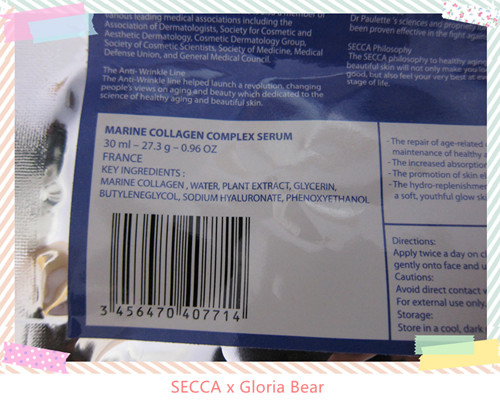 various leading medical associations including the
Association of Dermatologists, Society for Cosmetic and
Aesthetic Dermatology, Cosmetic Dermatology Group,
Society of Cosmetic Scientists, Society of Medicine, Medical
Defense Union, and General Medical Council.
The Anti-Wrinkle Line
The Anti-Wrinkle line helped launch a revolution, changing
people's views on aging and beauty which dedicated to the
science of healthy aging and beautiful skin.
Dr Paulette 's sciences and
been proven effective in the fight again
SECCA Philosophy
The SECCA philosophy to healthy aging
beautiful skin will not only make you
good, but also feel your very best at
stage of life.
MARINE COLLAGEN COMPLEX SERUM
30 ml – 27.3 g – 0.96 OZ
FRANCE
KEY INGREDIENTS :
MARINE COLLAGEN , WATER, PLANT EXTRACT, GLYCERIN,
BUTYLENEGLYCOL, SODIUM HYALURONATE, PHENOXYETHANOL
3 456470 407714
- The repair of age-related
maintenance of healthy
- The increased absorption
- The promotion of skin
- The hydro-replenishment
a soft, youthful glow
Directions:
Apply twice a day on
gently onto face and
Cautions:
Avoid direct contact
For external use only.
Storage:
Store in a cool, dark
SECCA x Gloria Bear